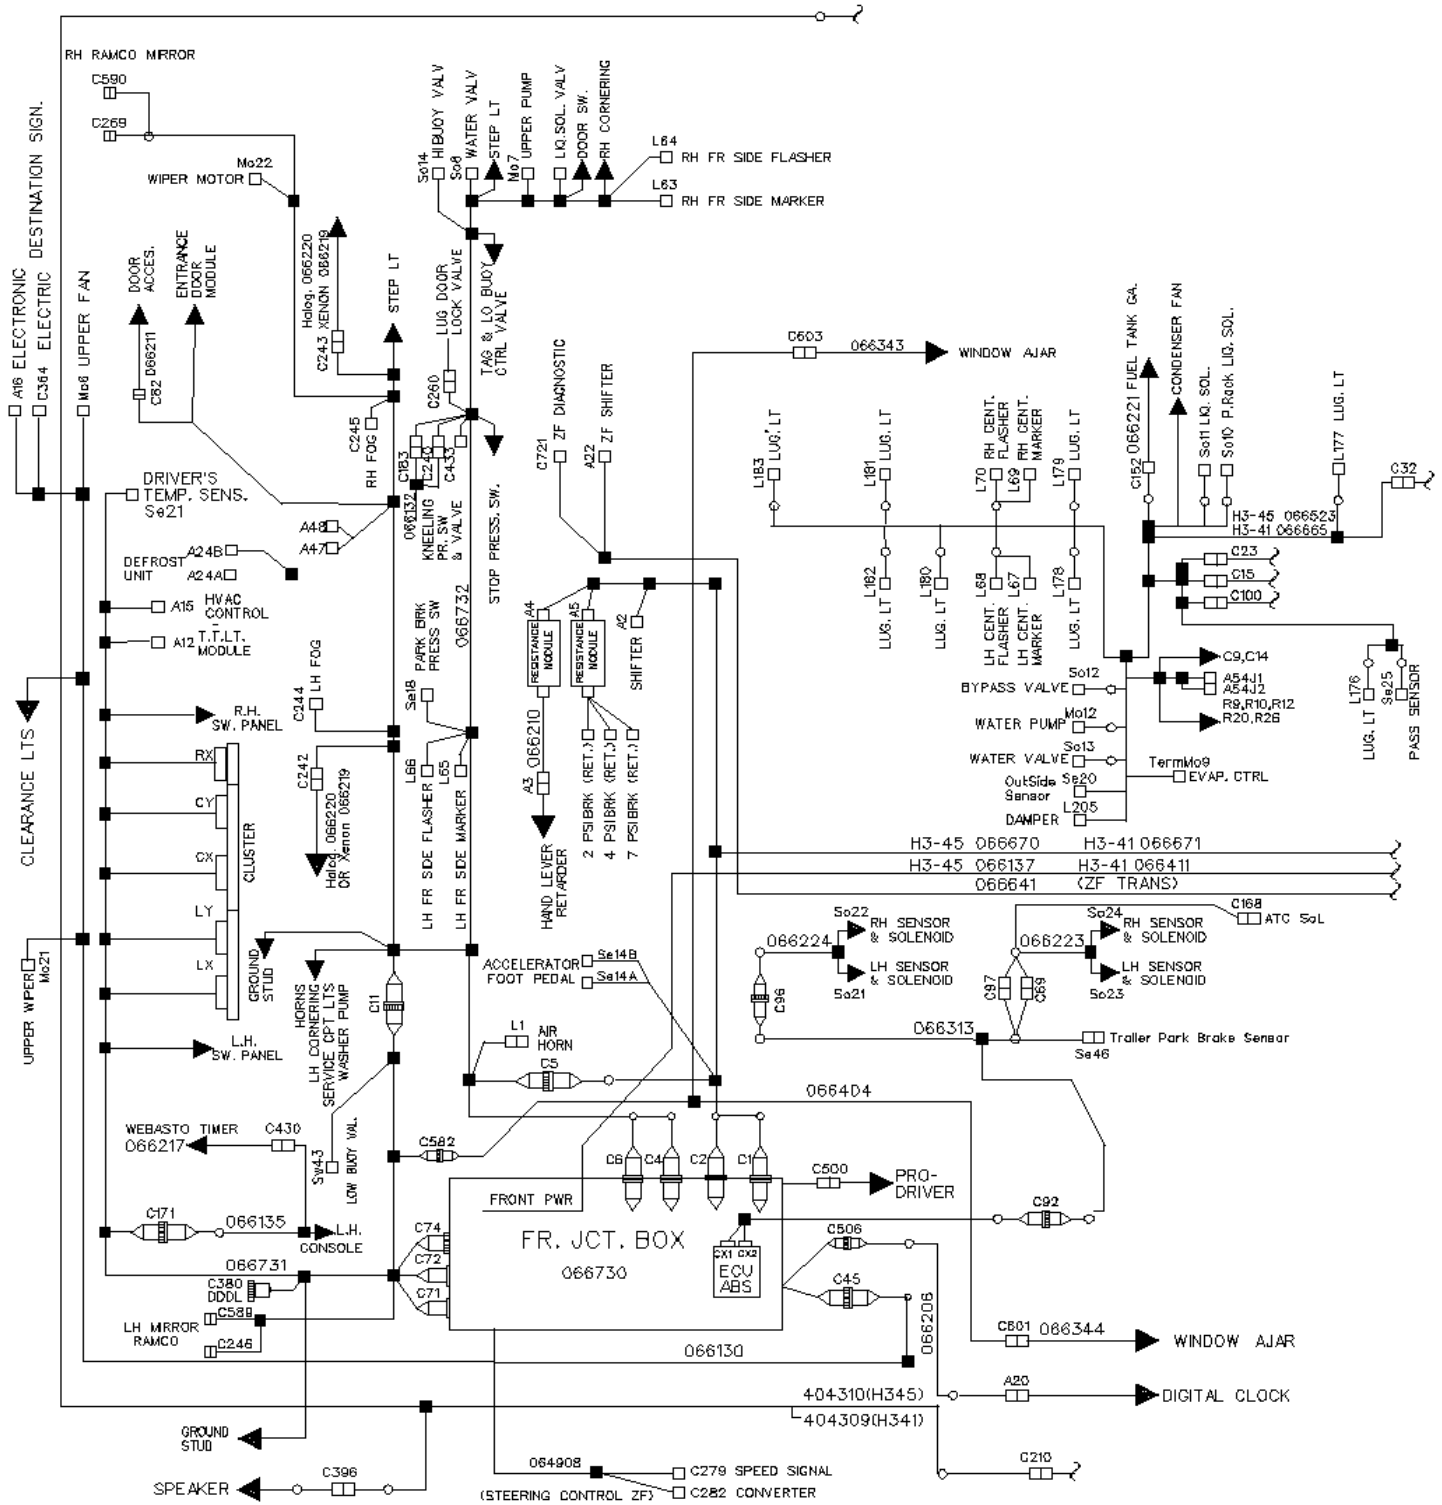 RH RAMCO MIRROR
C590
C269
Mo22
WIPER MOTOR
A16 ELECTRONIC
C364 ELECTRIC DESTINATION SIGN.
Mo6 UPPER FAN
DOOR
ACCES.
C82 066211
ENTRANCE
DOOR
MODULE
Halog. 066220
C243 XENON 066219
STEP LT
So14 HIBUOY VALV
So8 WATER VALV
STEP LT
Mo7 UPPER PUMP
LIQ.SOL. VALV
DOOR SW.
RH CORNERING
L64
RH FR SIDE FLASHER
L63
RH FR SIDE MARKER
LUG DOOR
LOCK VALVE
C260
TAG & LO BUOY
CTRL VALVE
C245
RH FOG
C183
C240
C433
066132
KNEELING
PR. SW
& VALVE
STOP PRESS. SW.
C721 ZF DIAGNOSTIC
A22 ZF SHIFTER
C603
066343
WINDOW AJAR
L183 LUG. LT
L181 LUG. LT
L70 RH CENT.
FLASHER
L69 RH CENT.
MARKER
L179 LUG. LT
C152 066221 FUEL TANK GA.
CONDENSER FAN
So11 LIQ. SOL.
So10 P.Rack LIQ. SOL.
L177 LUG. LT
C32
H3-45 066523
H3-41 066665
C23
C15
C100
L182
LUG. LT
L180
LUG. LT
L68
LH CENT.
FLASHER
L67
LH CENT.
MARKER
L178
LUG. LT
L176
LUG. LT
Se25
PASS SENSOR
DRIVER'S
TEMP. SENS.
Se21
A48
A47
DEFROST
UNIT
A24B
A24A
A15 HVAC
CONTROL
-
A12 T.T.LT.
MODULE
C244
LH FOG
PARK BRK
PRESS SW
Se18
066732
A4
RESISTANCE
MODULE
A5
RESISTANCE
MODULE
A2
SHIFTER
066210
A3
HAND LEVER
RETARDER
2 PSIBRK (RET.)
4 PSIBRK (RET.)
7 PSIBRK (RET.)
So12
BYPASS VALVE
Mo12
WATER PUMP
So13
WATER VALVE
OutSide
Sensor
Se20
L205
DAMPER
C9,C14
A54J1
A54J2
R9,R10,R12
R20,R26
TermMo9
EVAP. CTRL
CLEARANCE LTS
R.H.
SW. PANEL
RX
CY
CX
LY
LX
CLUSTER
C242
Halog. 066220
OR Xenon 066219
L66
LH FR SIDE FLASHER
L65
LH FR SIDE MARKER
H3-45 066670
H3-41 066671
H3-45 066137
H3-41 066411
066641
(ZF TRANS)
UPPER WIPER
Mo21
L.H.
SW. PANEL
GROUND
STUD
HORNS
LH CORNERING
SERVICE CPT LTS
WASHER PUMP
C11
ACCELERATOR
FOOT PEDAL
Se14B
Se14A
L1
AIR
HORN
C5
So22
066224
RH SENSOR
& SOLENOID
LH SENSOR
& SOLENOID
So21
C96
C168
ATC SoL
So24
066223
RH SENSOR
& SOLENOID
LH SENSOR
& SOLENOID
So23
C97
C69
066313
Trailer Park Brake Sensor
Se46
066404
WEBASTO TIMER
066217
C430
Sw43
LOW BUOY VAL.
C582
C6
C4
C2
C1
C500
PRO-
DRIVER
C171
066135
L.H.
CONSOLE
FRONT PWR
FR. JCT. BOX
066730
CX1
CX2
ECU
ABS
C74
C72
C71
C92
C506
C45
066206
066731
C380
DDDL
C589
LH MIRROR
RAMCO
C246
066130
C601
066344
WINDOW AJAR
404310(H345)
404309(H341)
A20
DIGITAL CLOCK
GROUND
STUD
SPEAKER
C396
064908
(STEERING CONTROL ZF)
C279 SPEED SIGNAL
C282 CONVERTER
C210